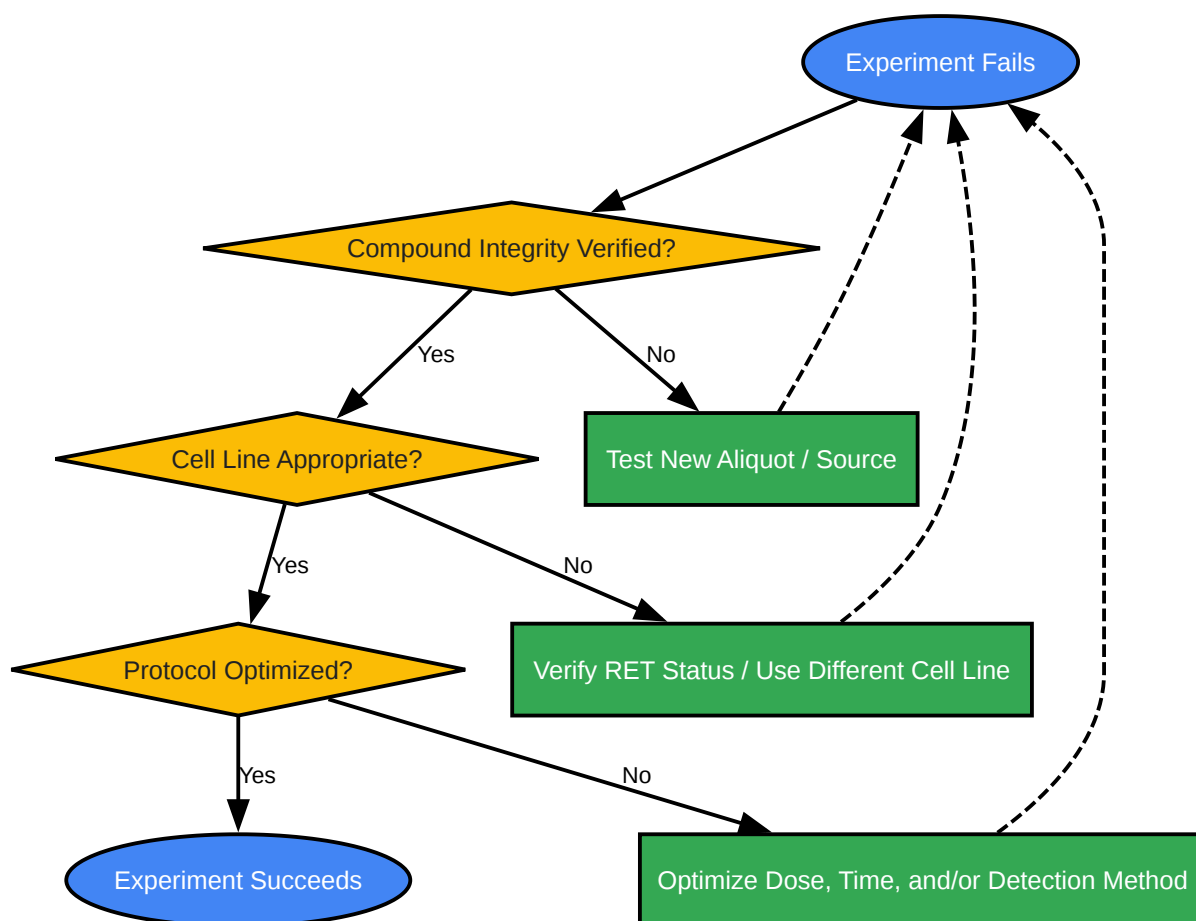 Experiment Fails
Compound Integrity Verified?
Yes
No
Cell Line Appropriate?
Test New Aliquot / Source
Yes
No
Protocol Optimized?
Verify RET Status / Use Different Cell Line
Yes
No
Experiment Succeeds
Optimize Dose, Time, and/or Detection Method